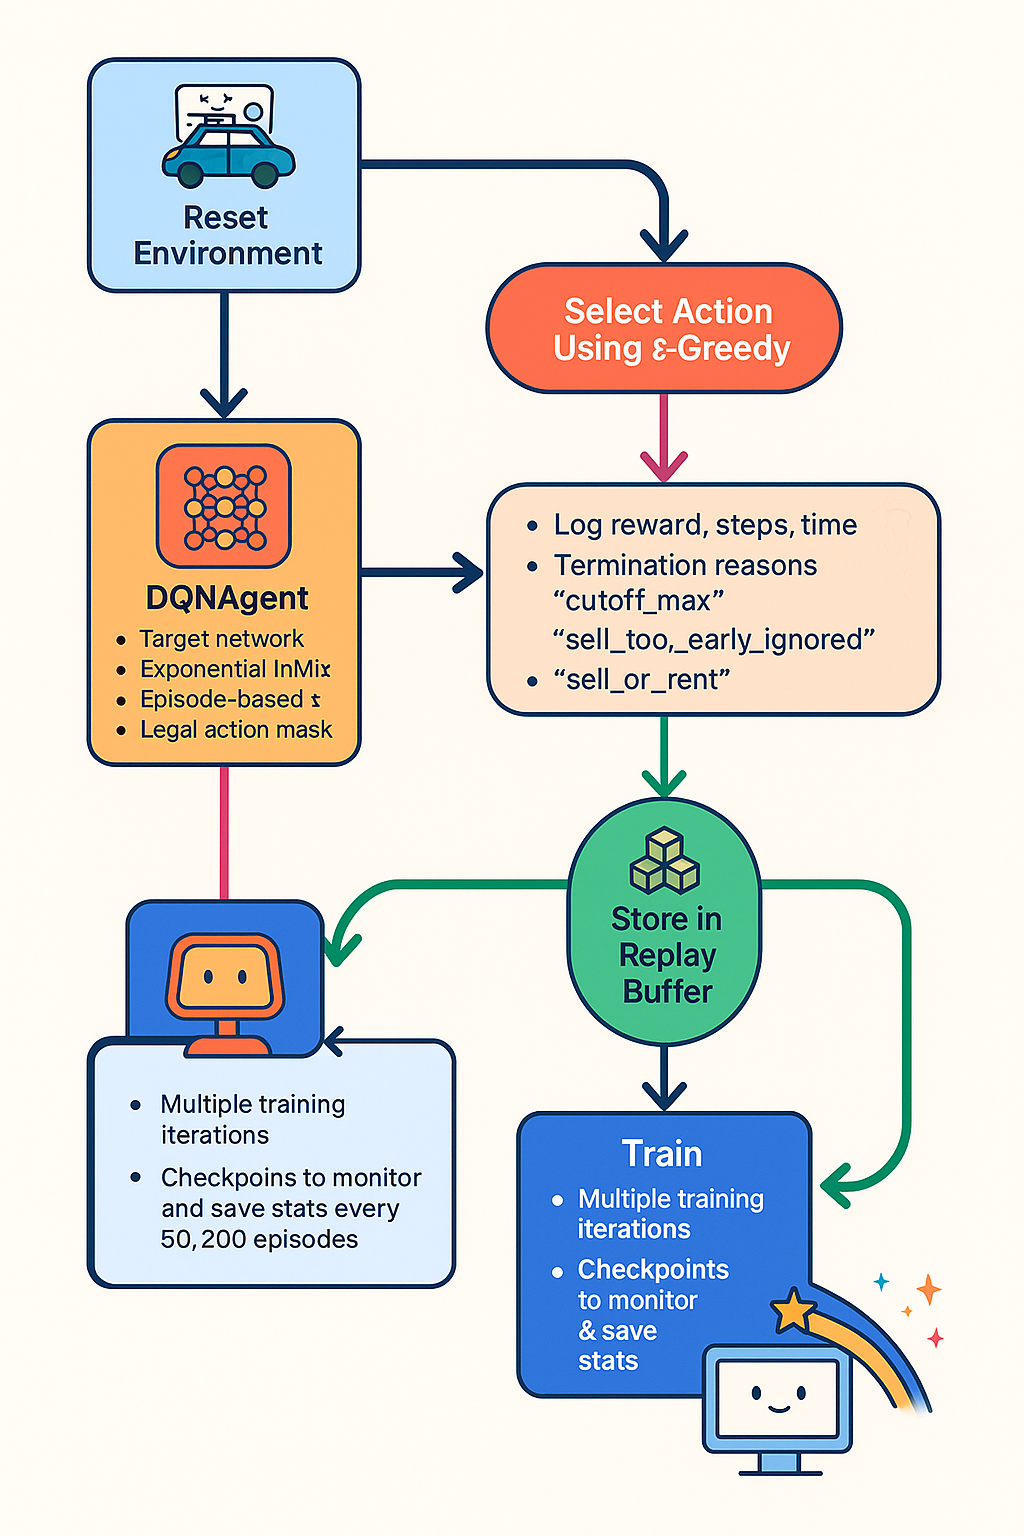 Reset
Environment
Select Action
Using ε-Greedy
• Log reward, steps, time
• Termination reasons
“cutoff_max”
“sell_too,_early_ignored”
• “sell_or_rent”
DQNAgent
• Target network
• Exponential InMix
• Episode-based
• Legal action mask
Store in
Replay
Buffer
• Multiple training
iterations
• Checkpoins to monitor
and save stats every
50,200 episodes
Train
• Multiple training
iterations
• Checkpoints
to monitor
& save
stats